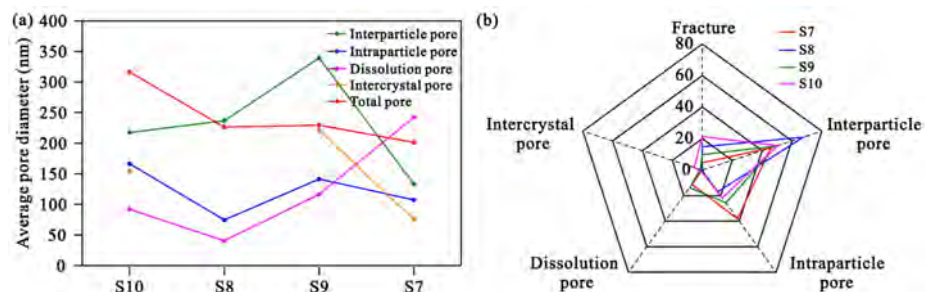 (a)
Average pore diameter (nm)
400
350
300
250
200
150
100
50
0
S10
S8
S9
S7
Interparticle pore
Intraparticle pore
Dissolution pore
Intercrystal pore
Total pore
(b)
Fracture
80
60
40
20
0
S7
S8
S9
S10
Intercrystal
pore
Interparticle
pore
Dissolution
pore
Intraparticle
pore